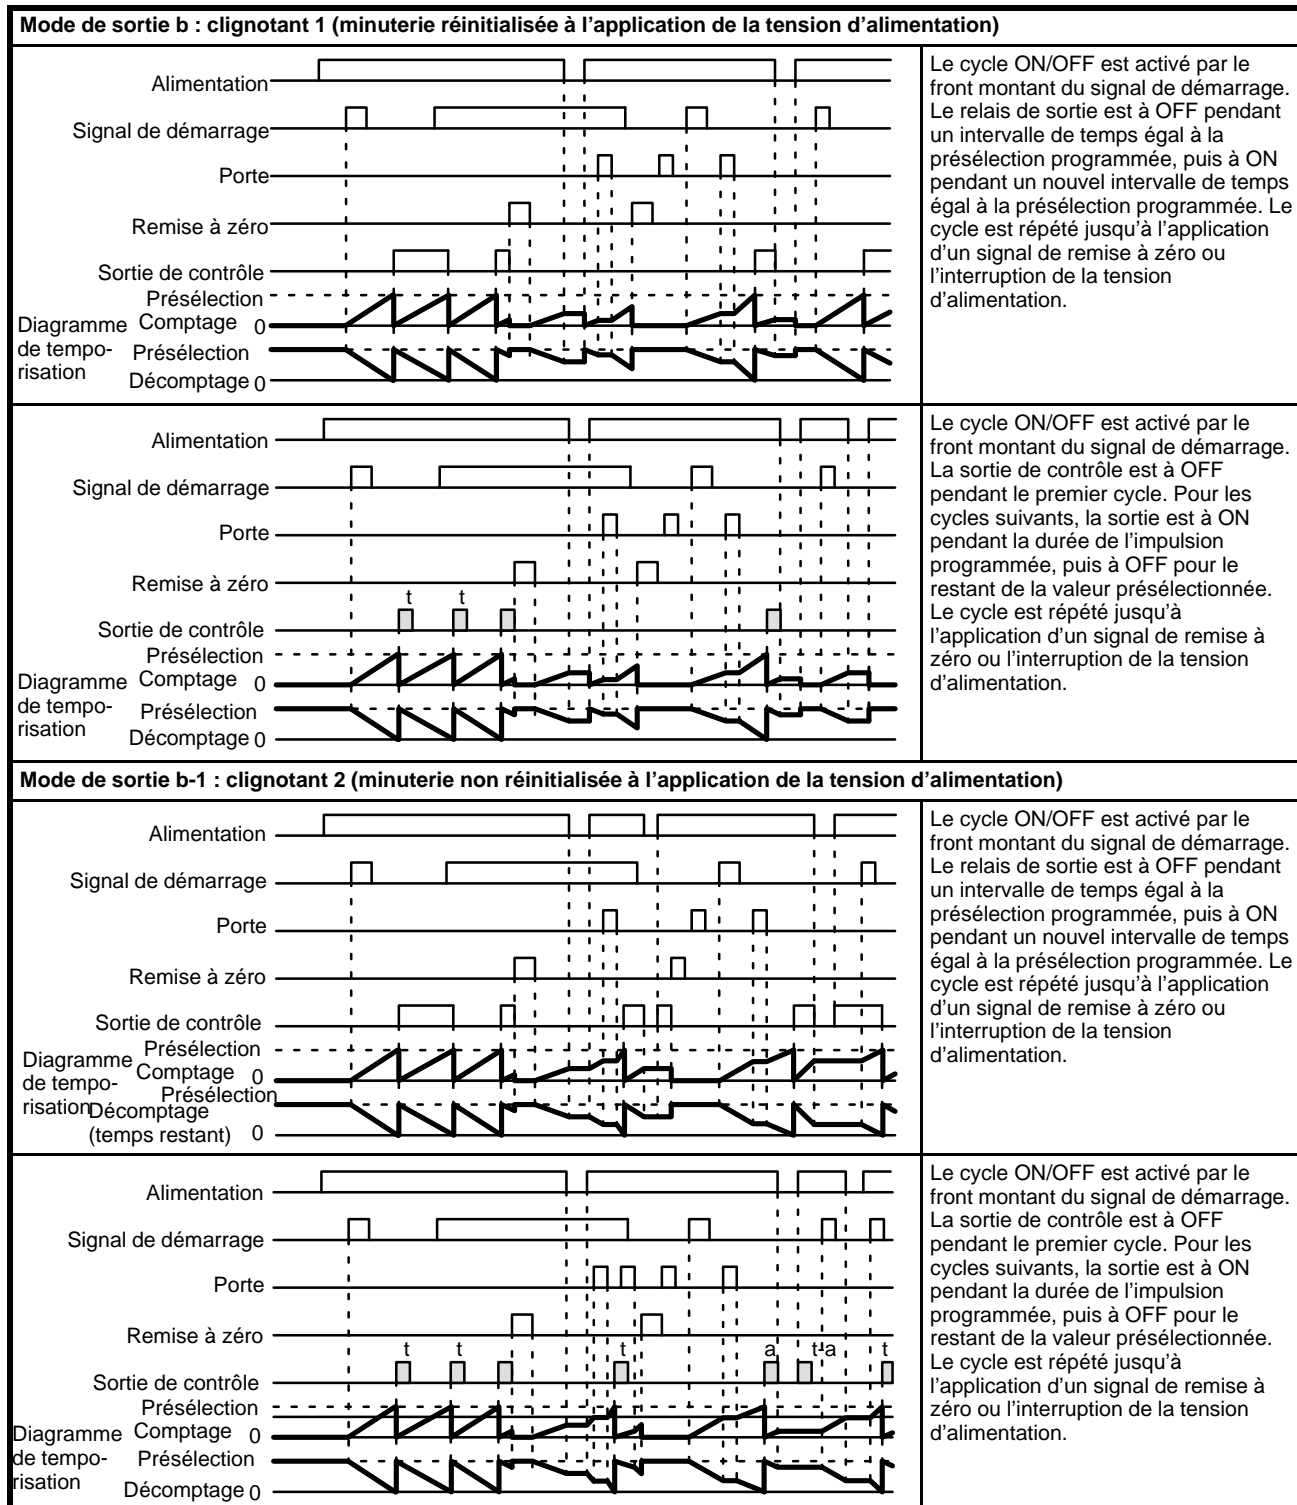 Mode de sortie b : clignotant 1 (minuterie réinitialisée à l’application de la tension d’alimentation)
Alimentation
Signal de démarrage
Porte
Remise à zéro
Sortie de contrôle
Présélection
Diagramme Comptage 0
de tempo- Présélection
risation
Décomptage 0
Le cycle ON/OFF est activé par le
front montant du signal de démarrage.
Le relais de sortie est à OFF pendant
un intervalle de temps égal à la
présélection programmée, puis à ON
pendant un nouvel intervalle de temps
égal à la présélection programmée. Le
cycle est répété jusqu’à l’application
d’un signal de remise à zéro ou
l’interruption de la tension
d’alimentation.
Alimentation
Signal de démarrage
Porte
Remise à zéro
t t
Sortie de contrôle
Présélection
Diagramme Comptage 0
de tempo- Présélection
risation
Décomptage 0
Le cycle ON/OFF est activé par le
front montant du signal de démarrage.
La sortie de contrôle est à OFF
pendant le premier cycle. Pour les
cycles suivants, la sortie est à ON
pendant la durée de l’impulsion
programmée, puis à OFF pour le
restant de la valeur présélectionnée.
Le cycle est répété jusqu’à
l’application d’un signal de remise à
zéro ou l’interruption de la tension
d’alimentation.
Mode de sortie b-1 : clignotant 2 (minuterie non réinitialisée à l’application de la tension d’alimentation)
Alimentation
Signal de démarrage
Porte
Remise à zéro
Sortie de contrôle
Présélection
Diagramme Comptage 0
de tempo- Présélection
risation Décomptage
(temps restant) 0
Le cycle ON/OFF est activé par le
front montant du signal de démarrage.
Le relais de sortie est à OFF pendant
un intervalle de temps égal à la
présélection programmée, puis à ON
pendant un nouvel intervalle de temps
égal à la présélection programmée. Le
cycle est répété jusqu’à l’application
d’un signal de remise à zéro ou
l’interruption de la tension
d’alimentation.
Alimentation
Signal de démarrage
Porte
Remise à zéro
t t t a t-a t
Sortie de contrôle
Présélection
Diagramme Comptage 0
de tempo- Présélection
risation
Décomptage 0
Le cycle ON/OFF est activé par le
front montant du signal de démarrage.
La sortie de contrôle est à OFF
pendant le premier cycle. Pour les
cycles suivants, la sortie est à ON
pendant la durée de l’impulsion
programmée, puis à OFF pour le
restant de la valeur présélectionnée.
Le cycle est répété jusqu’à
l’application d’un signal de remise à
zéro ou l’interruption de la tension
d’alimentation.